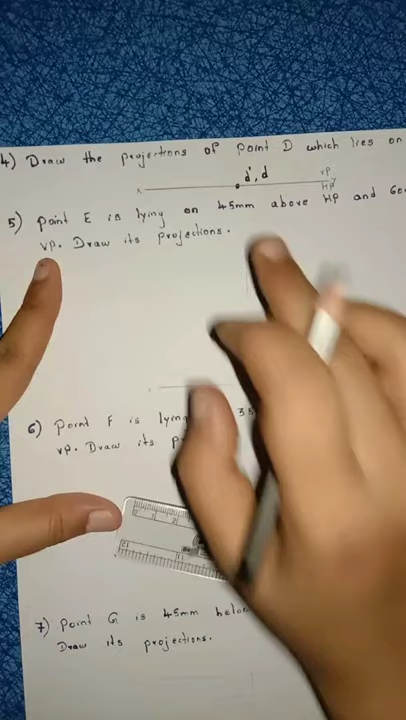 4) Draw the projections of point D which lies on
d', d
VP
HP
5) point E is lying on 45mm above HP and 60
VP. Draw its projections.
6) point F is lying
VP. Draw its
7) point G is 45mm below
Draw its projections.